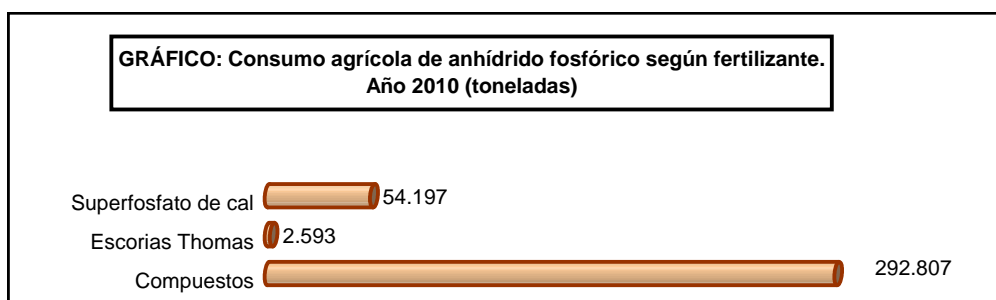 GRÁFICO: Consumo agrícola de anhídrido fosfórico según fertilizante.
Año 2010 (toneladas)
Superfosfato de cal 54.197
Escorias Thomas 2.593
Compuestos 292.807